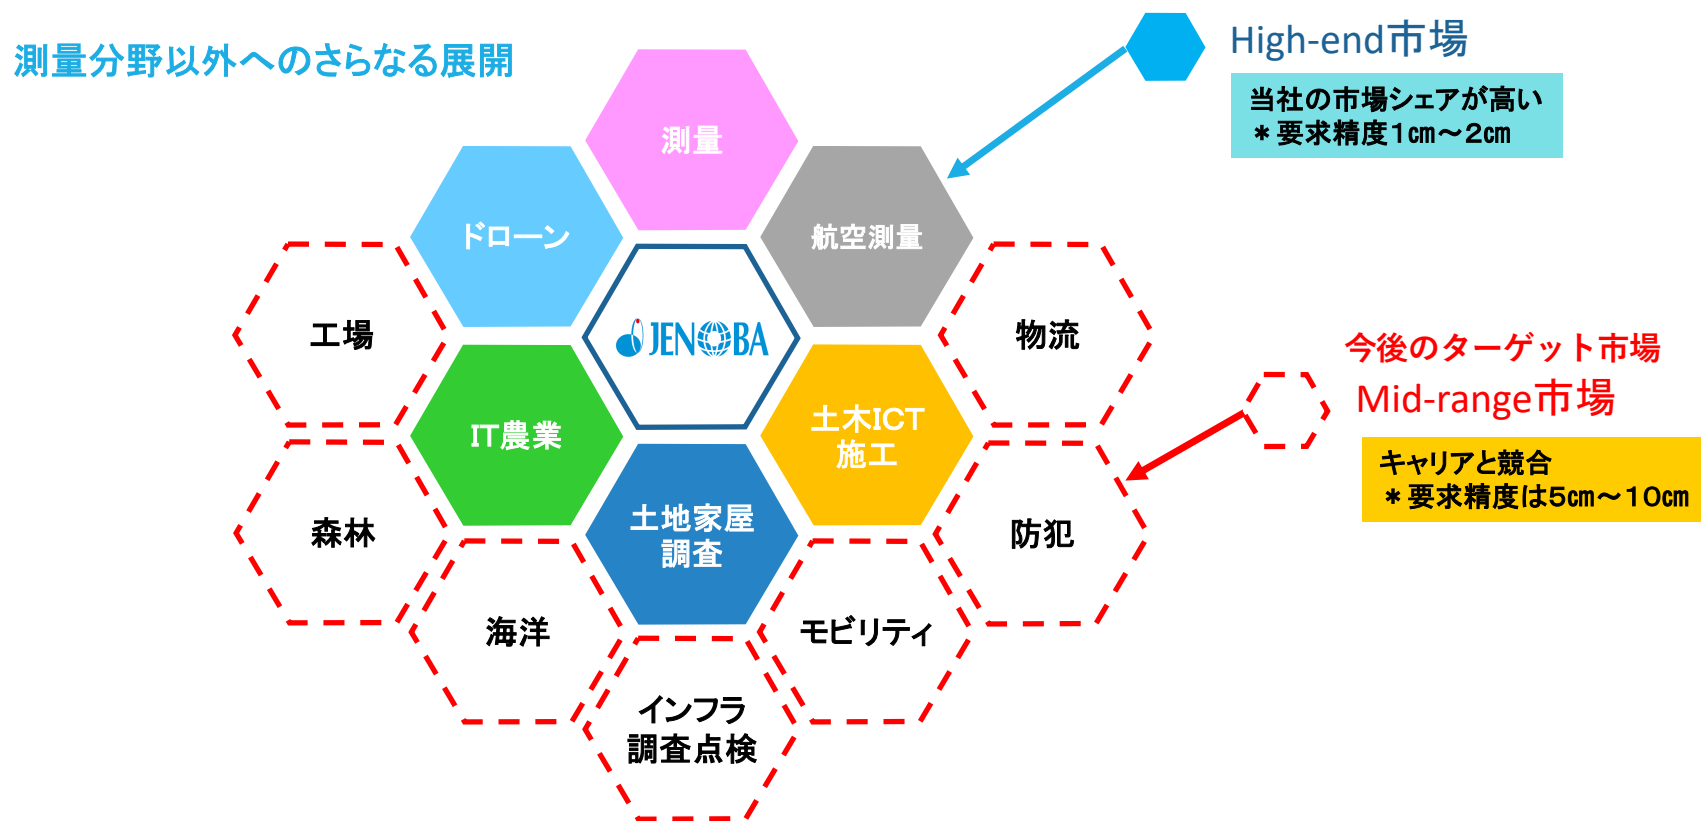 測量分野以外へのさらなる展開
High-end市場
当社の市場シェアが高い
＊要求精度1㎝～2㎝
測量
ドローン
航空測量
工場
JENOBA
物流
今後のターゲット市場
Mid-range市場
キャリアと競合
＊要求精度は5㎝～10㎝
IT農業
土木ICT
施工
森林
土地家屋
調査
防犯
海洋
モビリティ
インフラ
調査点検